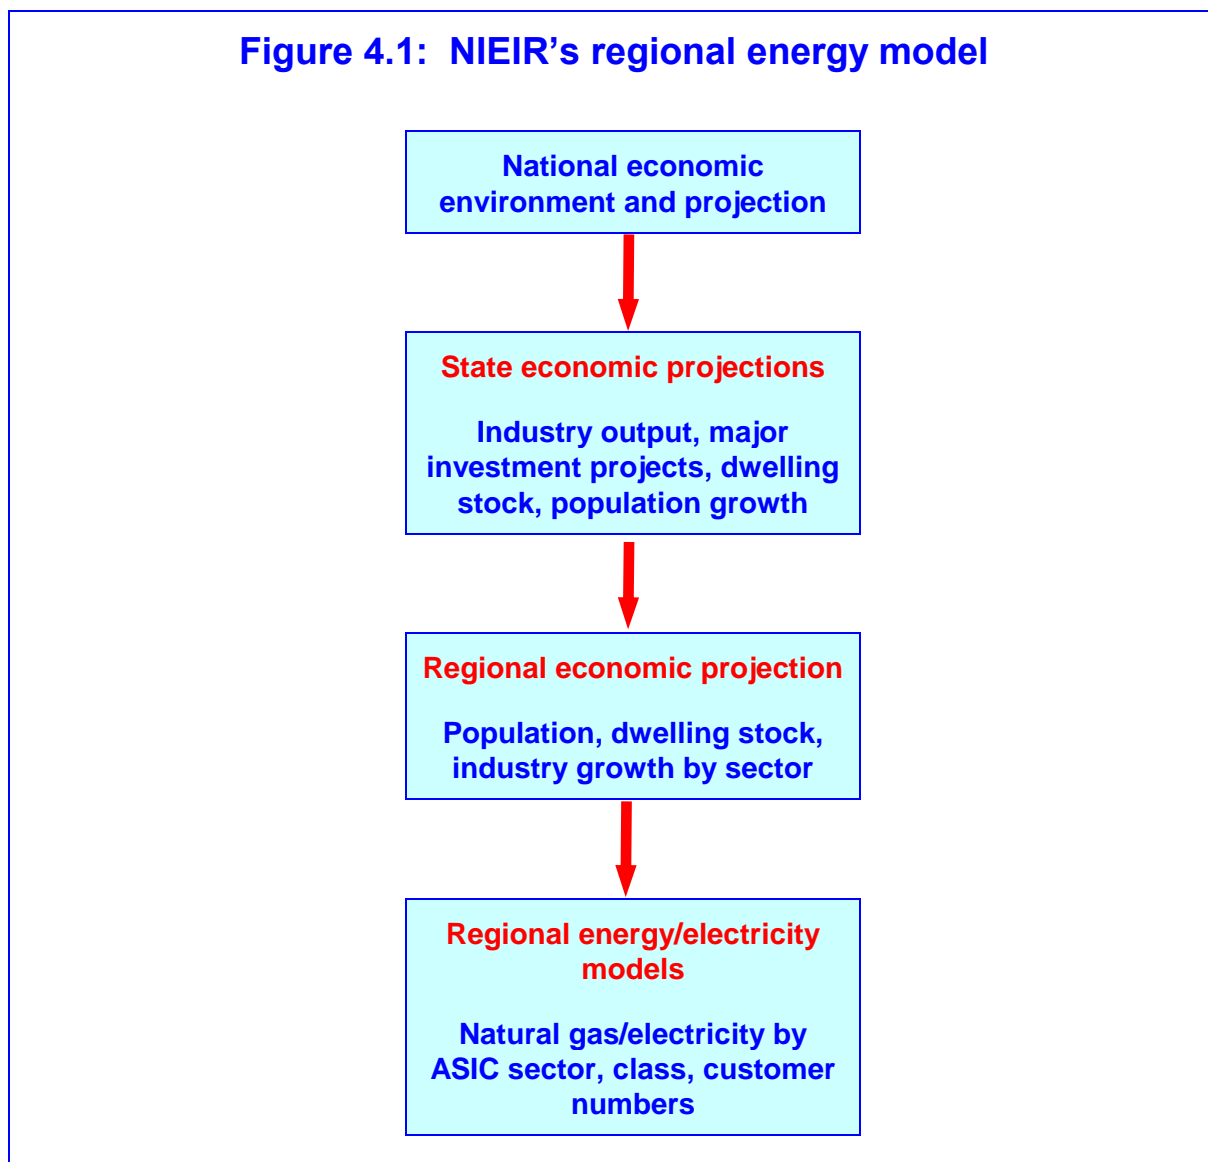 Figure 4.1: NIEIR's regional energy model
National economic
environment and projection
State economic projections
Industry output, major
investment projects, dwelling
stock, population growth
Regional economic projection
Population, dwelling stock,
industry growth by sector
Regional energy/electricity
models
Natural gas/electricity by
ASIC sector, class, customer
numbers